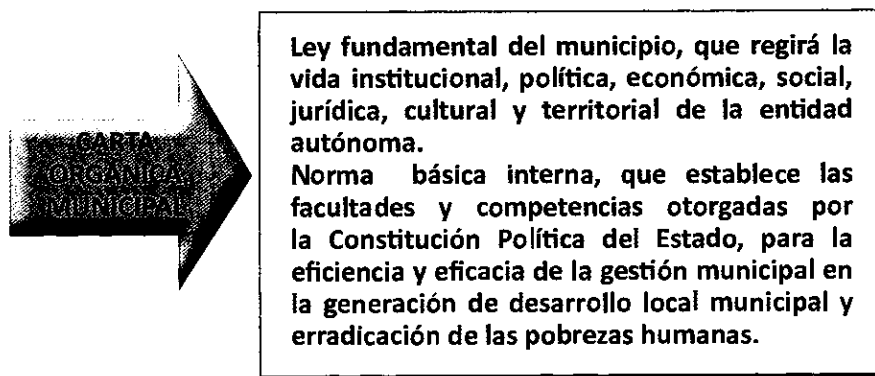 CARTA
ORGÁNICA
MUNICIPAL
Ley fundamental del municipio, que regirá la
vida institucional, política, económica, social,
jurídica, cultural y territorial de la entidad
autónoma.
Norma básica interna, que establece las
facultades y competencias otorgadas por
la Constitución Política del Estado, para la
eficiencia y eficacia de la gestión municipal en
la generación de desarrollo local municipal y
erradicación de las pobrezas humanas.